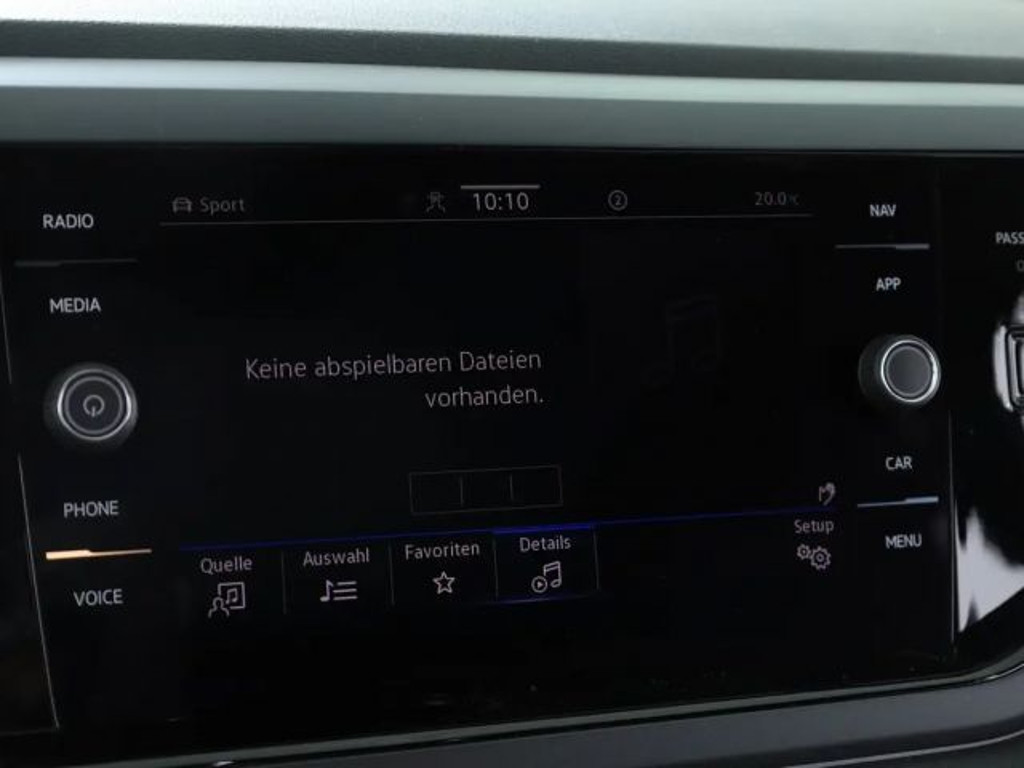 RADIO
MEDIA
PHONE
VOICE
Sport
10:10
2
20.0°C
Keine abspielbaren Dateien
vorhanden.
Quelle
Auswahl
Favoriten
Details
Setup
NAV
APP
CAR
MENU
PASS